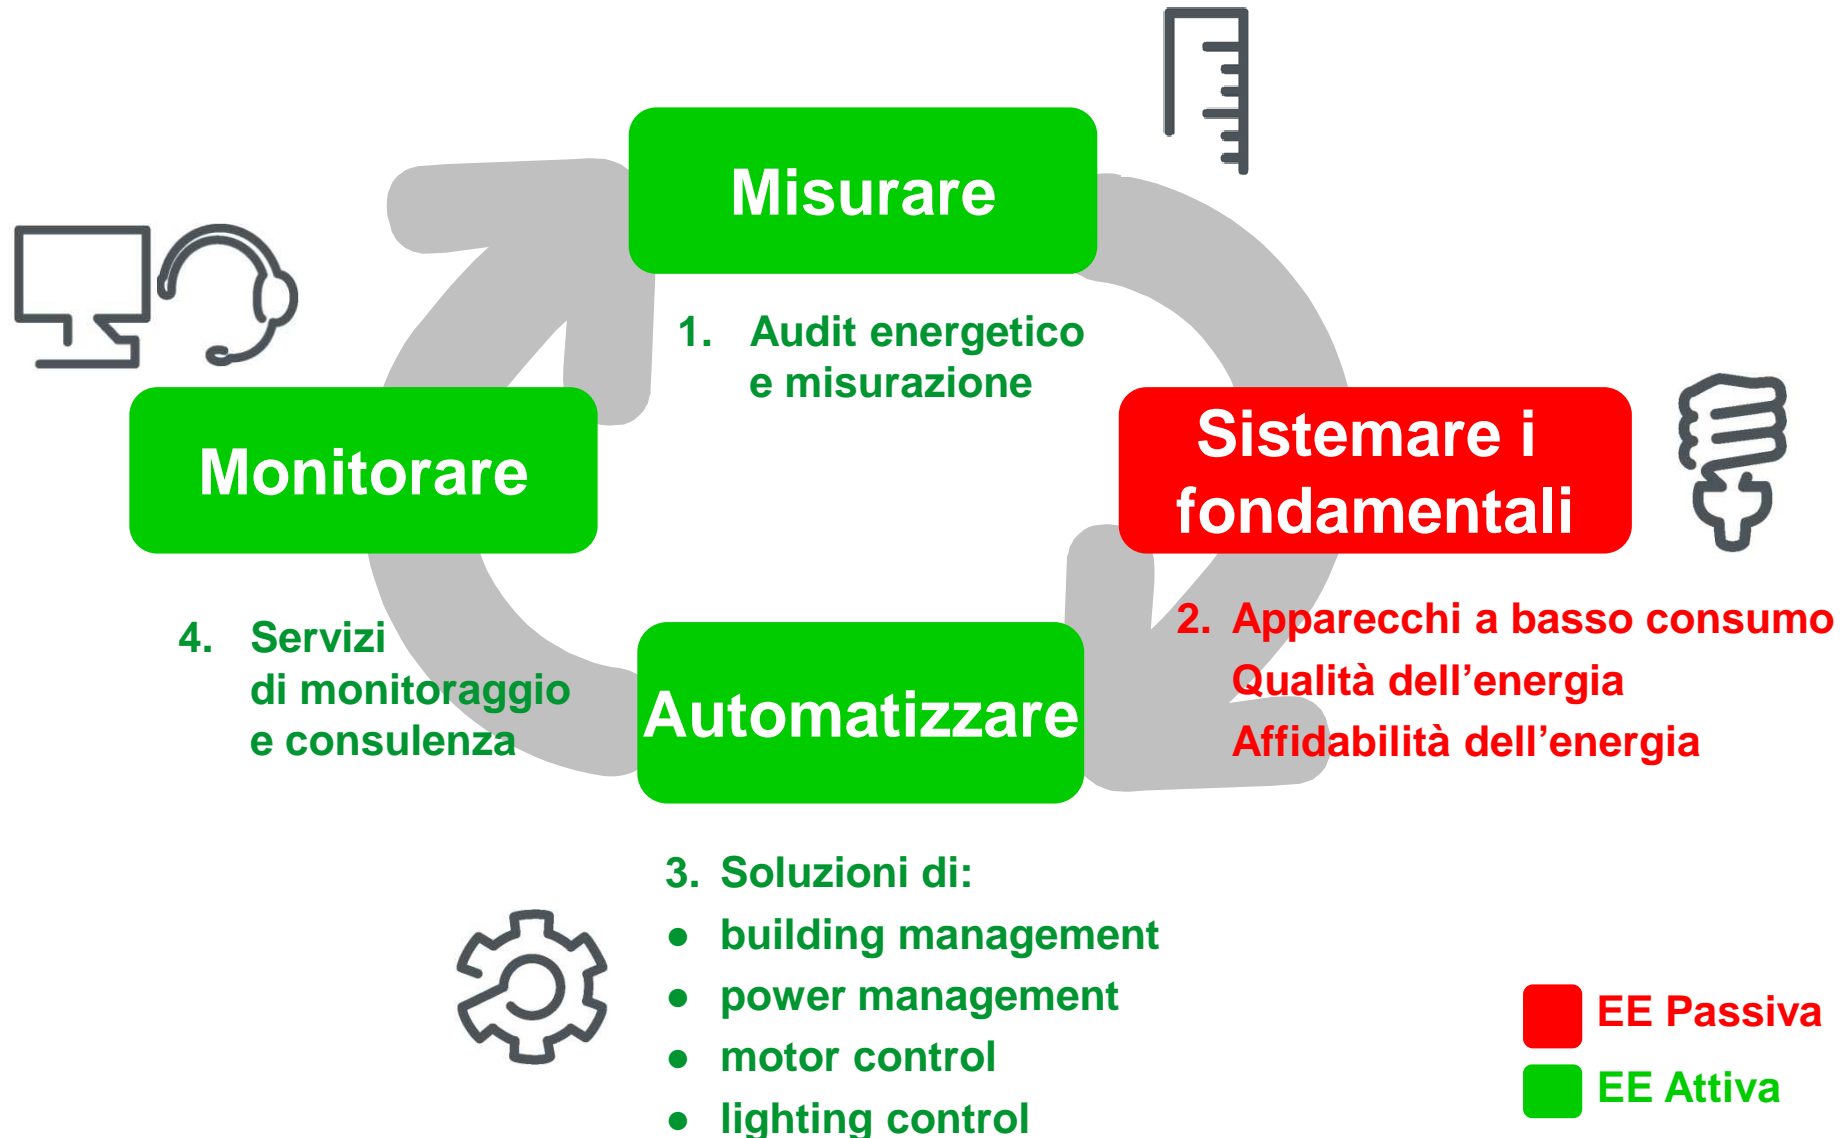 Misurare
1. Audit energetico
e misurazione
Sistemare i
fondamentali
2. Apparecchi a basso consumo
Qualità dell’energia
Affidabilità dell’energia
Automatizzare
3. Soluzioni di:
● building management
● power management
● motor control
● lighting control
Monitorare
4. Servizi
di monitoraggio
e consulenza
EE Passiva
EE Attiva